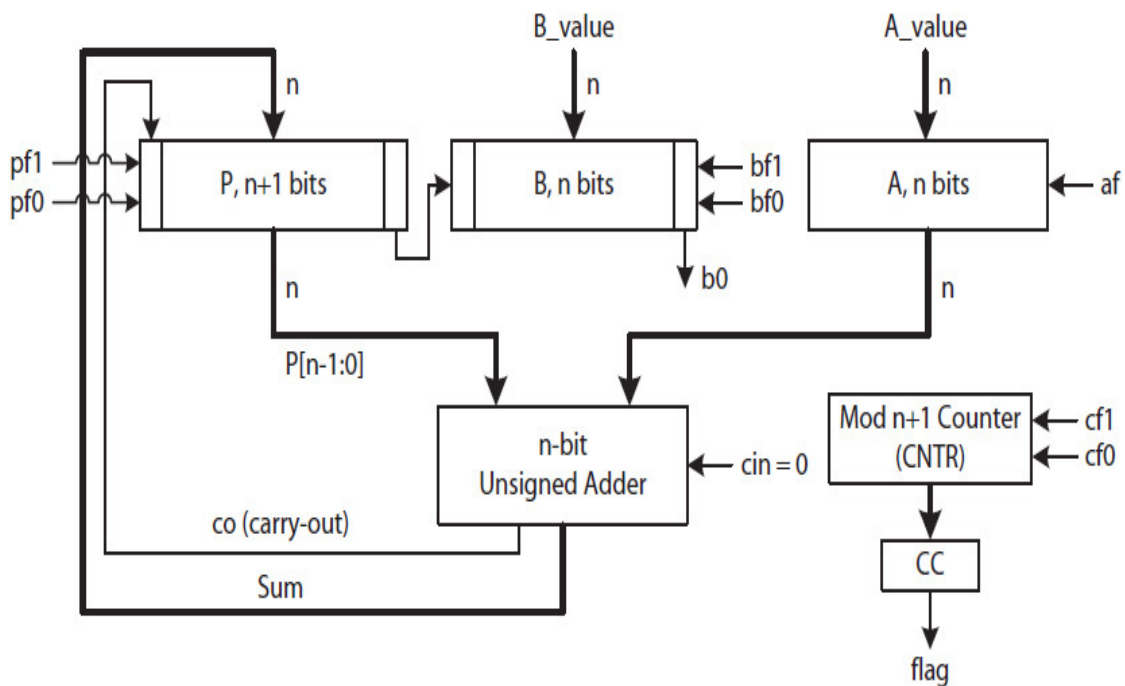 B_value
A_value
n
n
n
pf1
pf0
P, n+1 bits
B, n bits
bf1
bf0
A, n bits
af
b0
n
n
P[n-1:0]
n-bit
Unsigned Adder
cin = 0
Mod n+1 Counter
(CNTR)
cf1
cf0
co (carry-out)
CC
Sum
flag